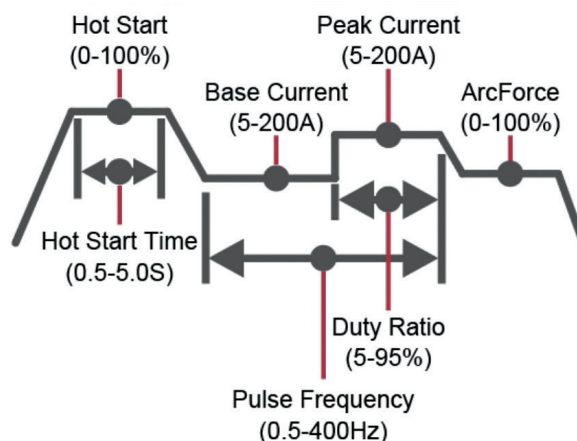 Hot Start
(0-100%)
Peak Current
(5-200A)
Base Current
(5-200A)
ArcForce
(0-100%)
Hot Start Time
(0.5-5.0S)
Duty Ratio
(5-95%)
Pulse Frequency
(0.5-400Hz)